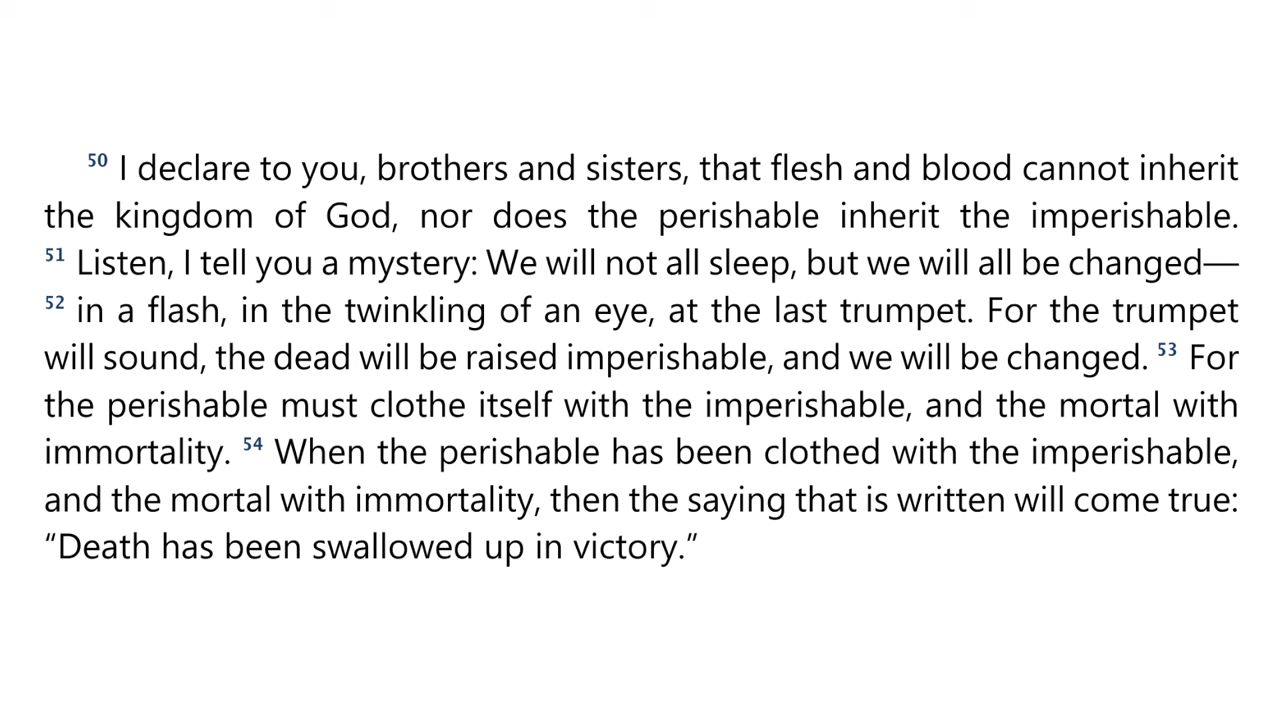 50 I declare to you, brothers and sisters, that flesh and blood cannot inherit
the kingdom of God, nor does the perishable inherit the imperishable.
51 Listen, I tell you a mystery: We will not all sleep, but we will all be changed—
52 in a flash, in the twinkling of an eye, at the last trumpet. For the trumpet
will sound, the dead will be raised imperishable, and we will be changed. 53 For
the perishable must clothe itself with the imperishable, and the mortal with
immortality. 54 When the perishable has been clothed with the imperishable,
and the mortal with immortality, then the saying that is written will come true:
“Death has been swallowed up in victory.”